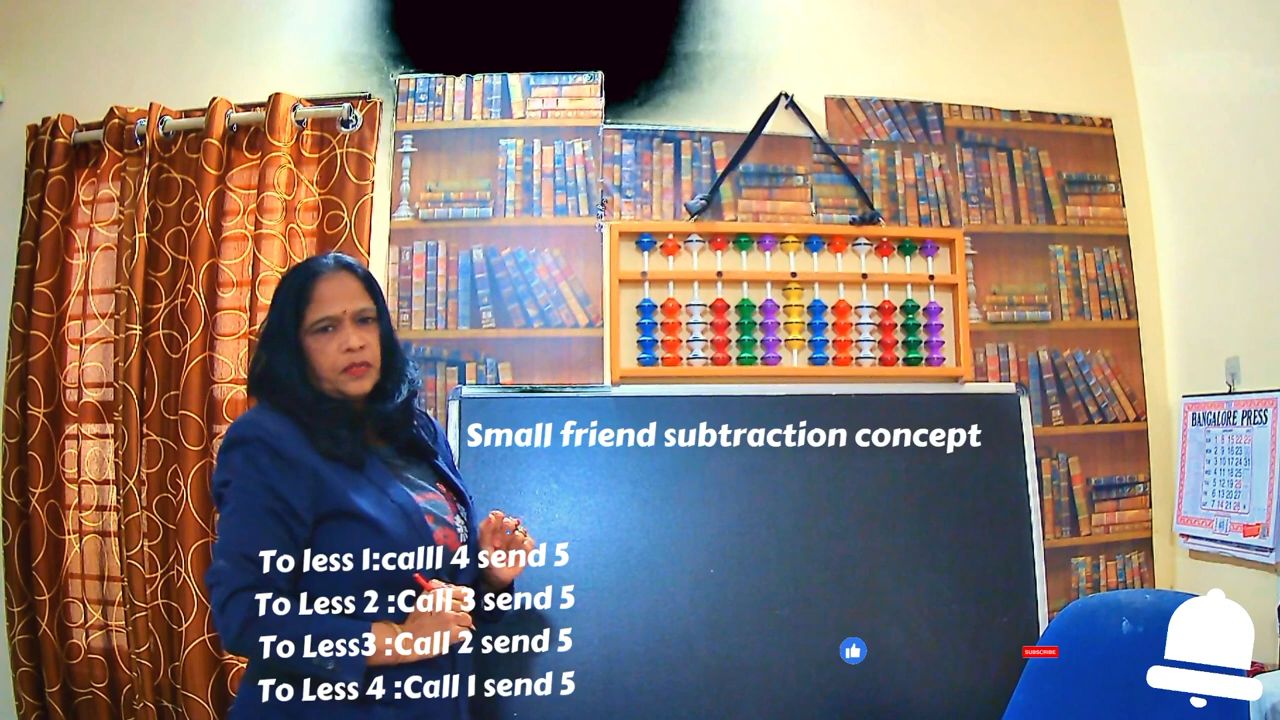 Small friend subtraction concept
To less 1:calll 4 send 5
To Less 2 :Call 3 send 5
To Less3 :Call 2 send 5
To Less 4 :Call 1 send 5
SUBSCRIBE
BANGALORE PRESS